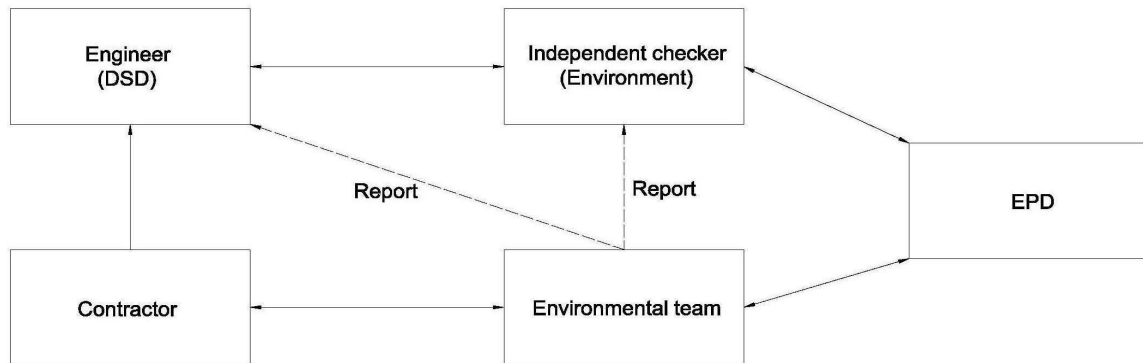 Engineer
(DSD)
Independent checker
(Environment)
Report
Report
EPD
Contractor
Environmental team